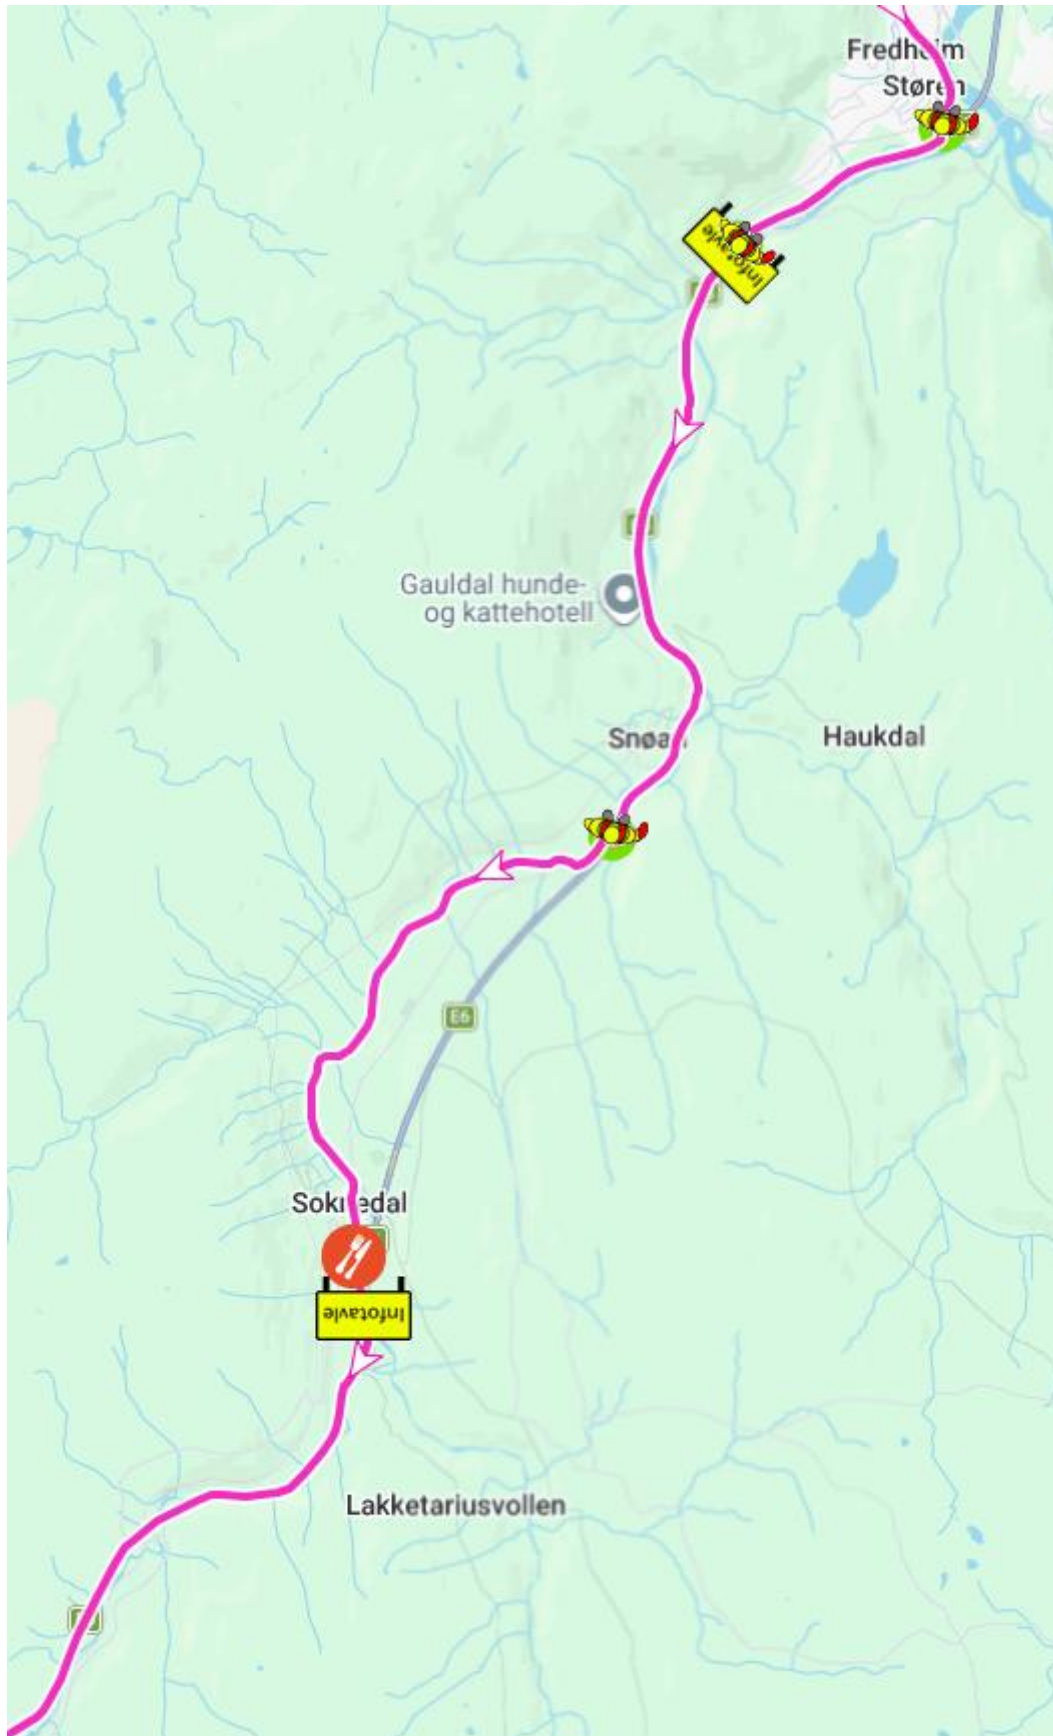 Fredheim
Støren
Infotavle
Gauldal hunde-
og kattehotell
Snøan
Haukdal
E6
Soknedal
Infotavle
Lakketariusvollen